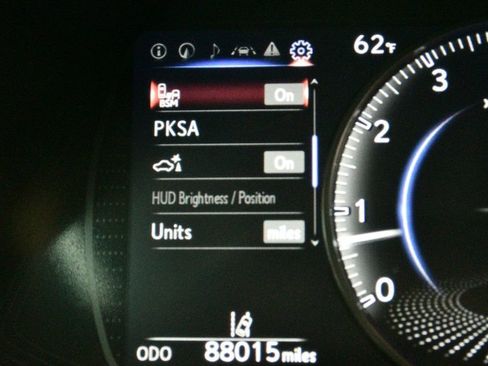 62°F
BSM On
PKSA
On
HUD Brightness / Position
Units miles
ODO 88015 miles
3
2
1
0